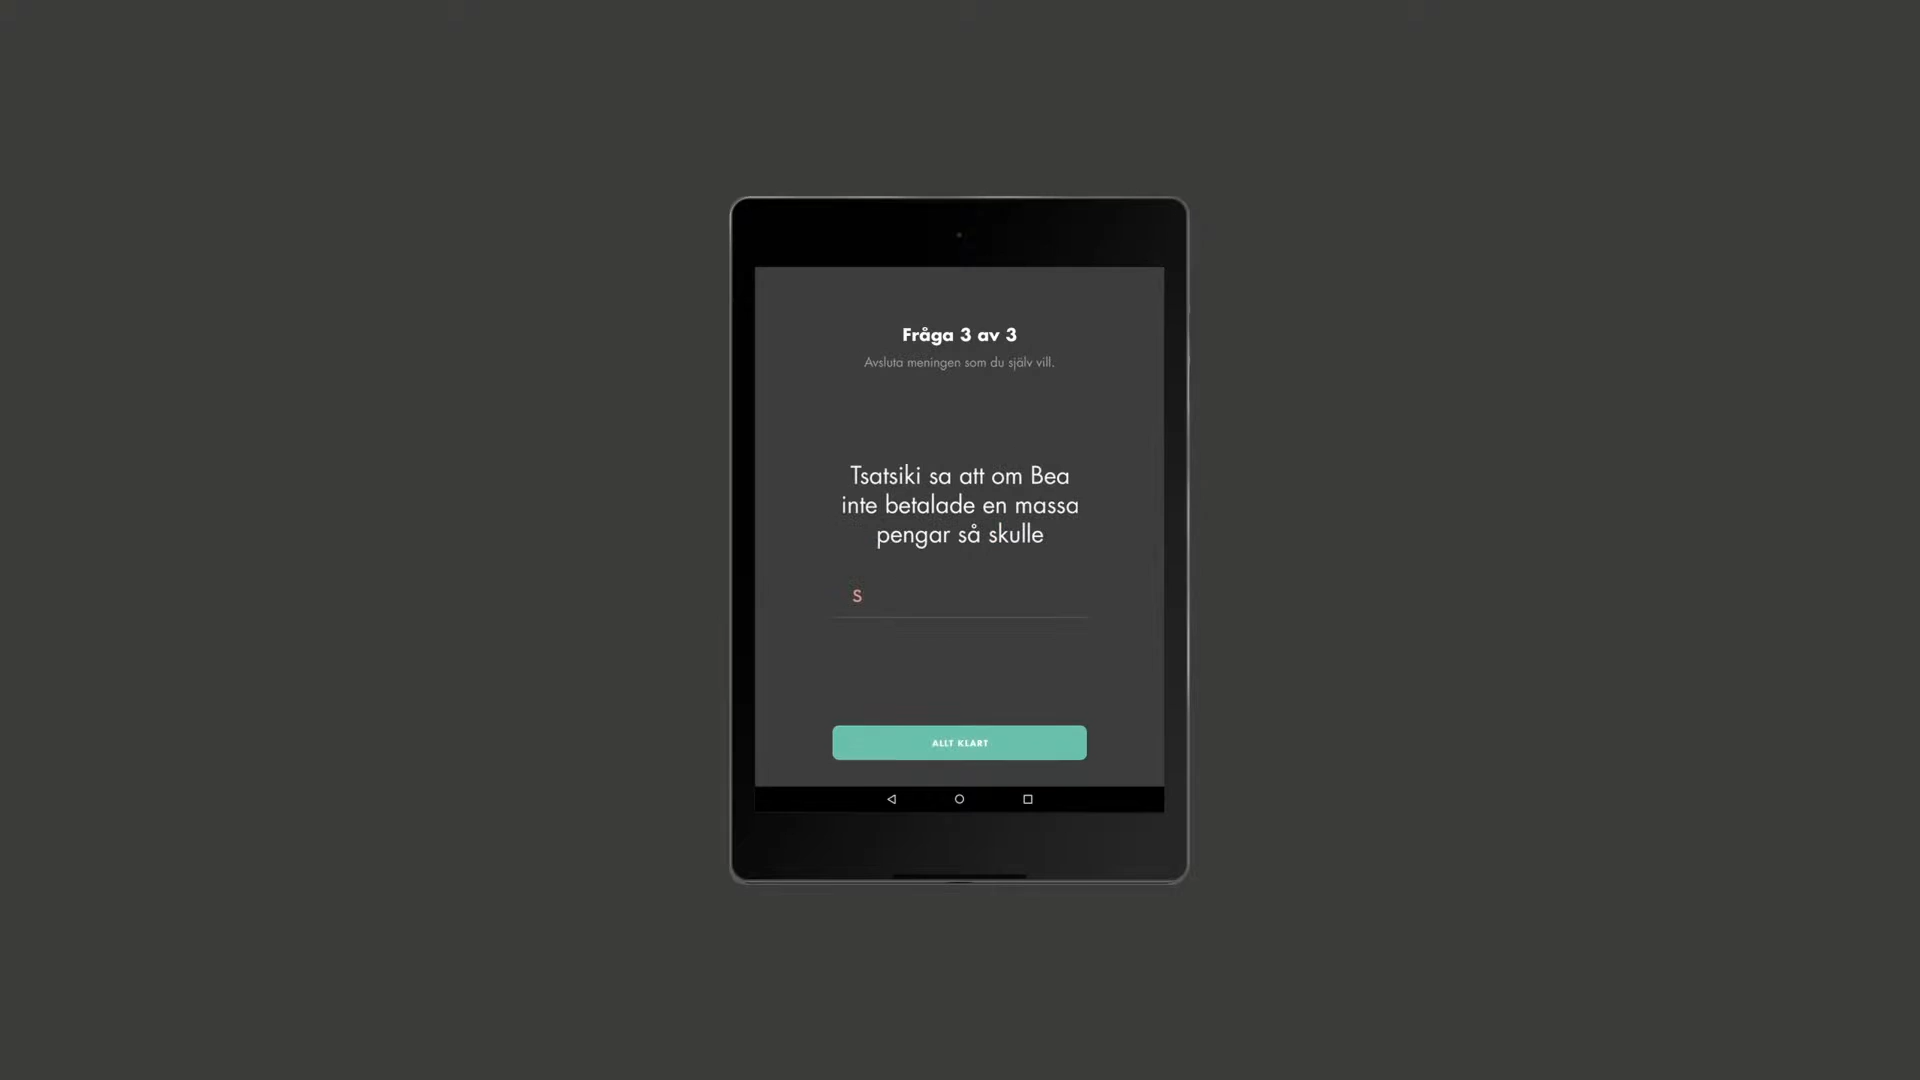 Fråga 3 av 3
Avsluta meningen som du själv vill.
Tsatsiki sa att om Bea
inte betalade en massa
pengar så skulle
s
ALLT KLART